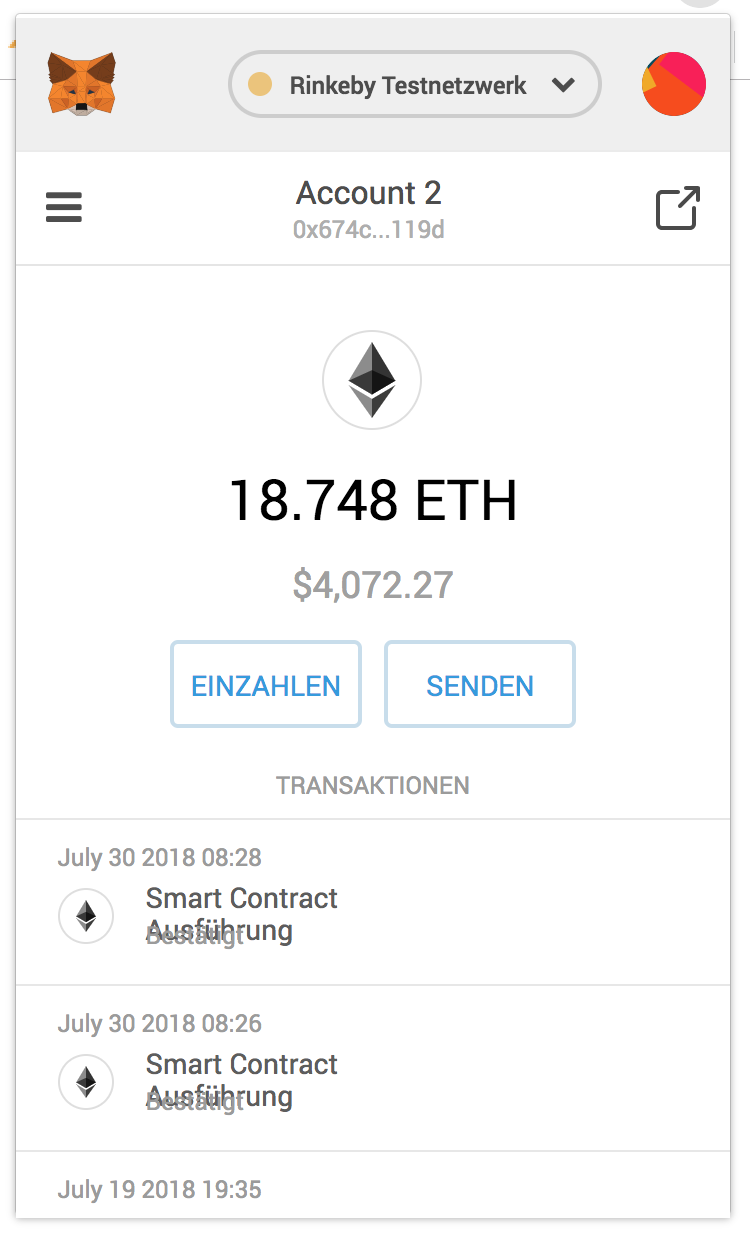 Rinkeby Testnetzwerk
Account 2
0x674c...119d
18.748 ETH
$4,072.27
EINZAHLEN
SENDEN
TRANSAKTIONEN
July 30 2018 08:28
Smart Contract
Ausführung
Bestätigt
July 30 2018 08:26
Smart Contract
Ausführung
Bestätigt
July 19 2018 19:35